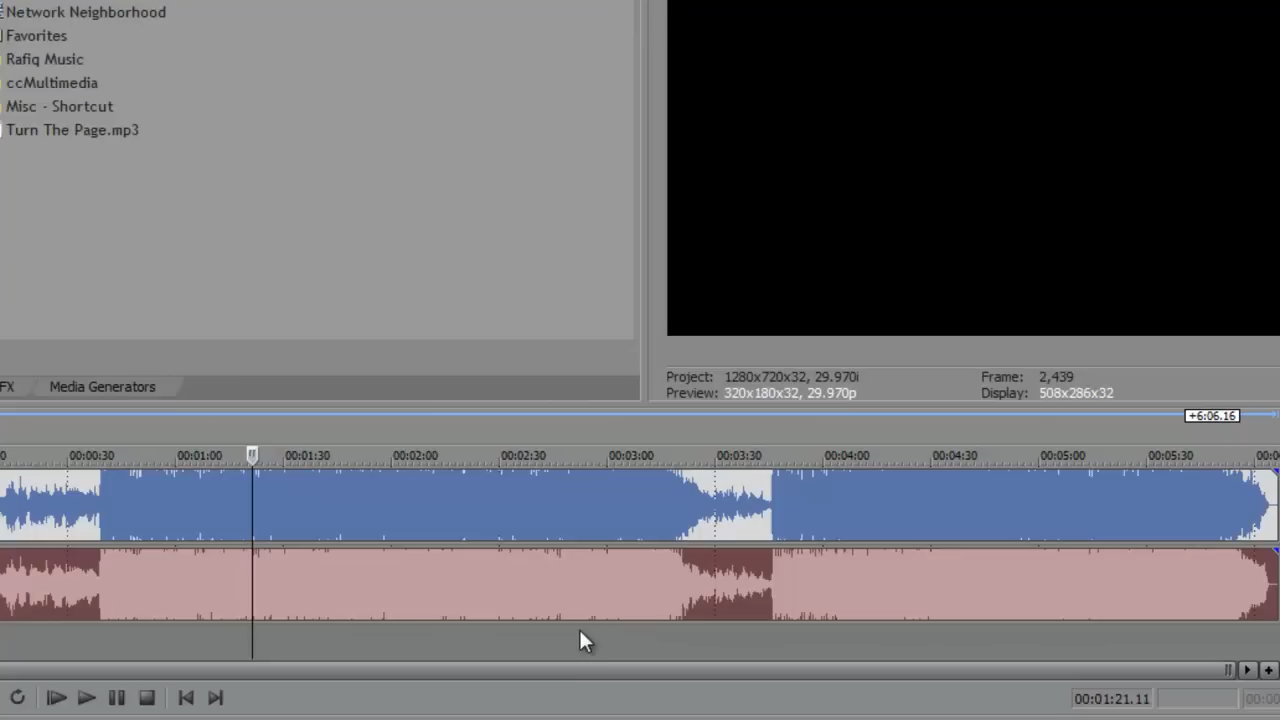 Network Neighborhood
Favorites
Rafiq Music
ccMultimedia
Misc - Shortcut
Turn The Page.mp3
FX Media Generators
Project: 1280x720x32, 29.970i Frame: 2,439
Preview: 320x180x32, 29.970p Display: 508x286x32
+6:06.16
00:00:30 00:01:00 00:01:30 00:02:00 00:02:30 00:03:00 00:03:30 00:04:00 00:04:30 00:05:00 00:05:30
00:01:21.11